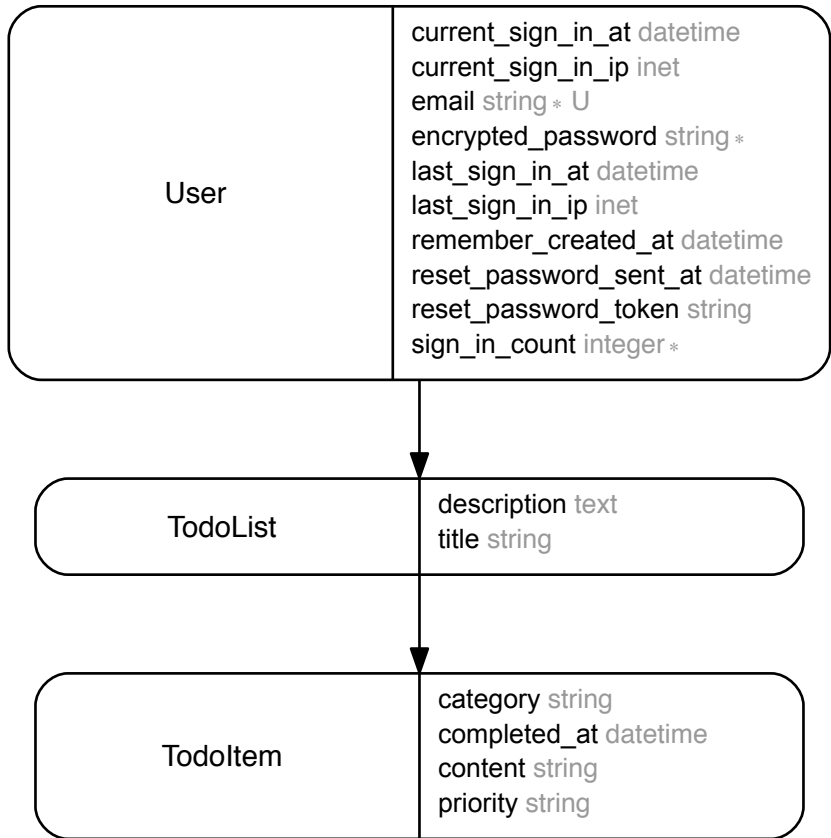 User
current_sign_in_at datetime
current_sign_in_ip inet
email string * U
encrypted_password string *
last_sign_in_at datetime
last_sign_in_ip inet
remember_created_at datetime
reset_password_sent_at datetime
reset_password_token string
sign_in_count integer *
TodoList
description text
title string
TodoItem
category string
completed_at datetime
content string
priority string